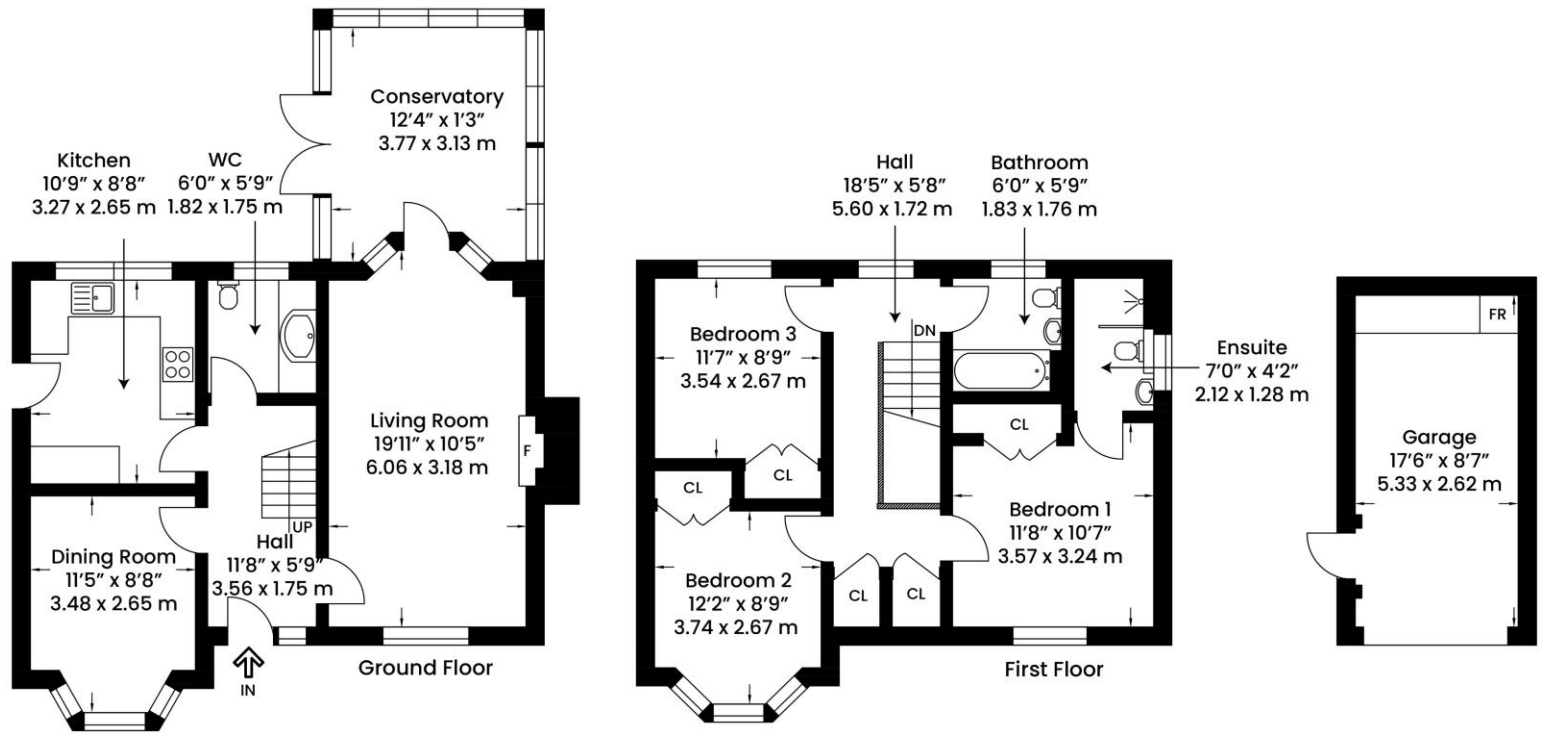 Conservatory
12’4” x 1’3”
3.77 x 3.13 m
Kitchen
10’9” x 8’8”
3.27 x 2.65 m
WC
6’0” x 5’9”
1.82 x 1.75 m
Living Room
19’11” x 10’5”
6.06 x 3.18 m
F
UP
Hall
11’8” x 5’9”
3.56 x 1.75 m
Dining Room
11’5” x 8’8”
3.48 x 2.65 m
IN
Ground Floor
Hall
18’5” x 5’8”
5.60 x 1.72 m
Bathroom
6’0” x 5’9”
1.83 x 1.76 m
Bedroom 3
11’7” x 8’9”
3.54 x 2.67 m
DN
Ensuite
7’0” x 4’2”
2.12 x 1.28 m
CL
CL
CL
Bedroom 1
11’8” x 10’7”
3.57 x 3.24 m
Bedroom 2
12’2” x 8’9”
3.74 x 2.67 m
CL
CL
First Floor
FR
Garage
17’6” x 8’7”
5.33 x 2.62 m